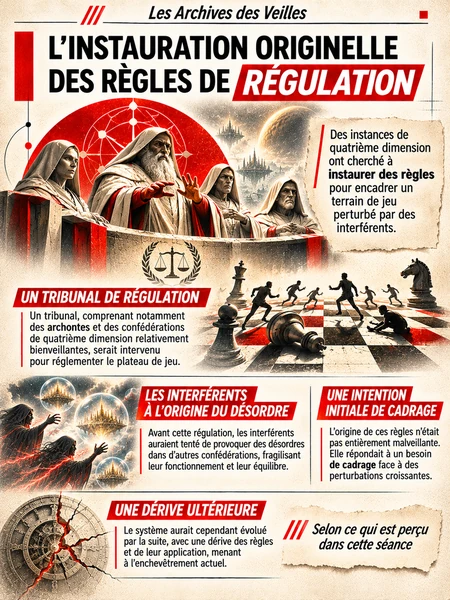 Les Archives des Veilles
L'INSTAURATION ORIGINELLE
DES RÈGLES DE RÉGULATION
Des instances de
quatrième dimension
ont cherché à
instaurer des règles
pour encadrer un
terrain de jeu
perturbé par des
interférents.
UN TRIBUNAL DE RÉGULATION
Un tribunal, comprenant notamment
des archontes et des confédérations
de quatrième dimension relativement
bienveillantes, serait intervenu
pour réglementer le plateau de jeu.
LES INTERFÉRENTS
À L'ORIGINE DU DÉSORDRE
Avant cette régulation, les interférents
auraient tenté de provoquer des désordres
dans d'autres confédérations, fragilisant
leur fonctionnement et leur équilibre.
UNE INTENTION
INITIALE DE CADRAGE
L'origine de ces règles n'était
pas entièrement malveillante.
Elle répondait à un besoin
de cadrage face à des
perturbations croissantes.
UNE DÉRIVE ULTÉRIEURE
Le système aurait cependant évolué
par la suite, avec une dérive des règles
et de leur application, menant
à l'enchevêtrement actuel.
Selon ce qui est perçu
dans cette séance